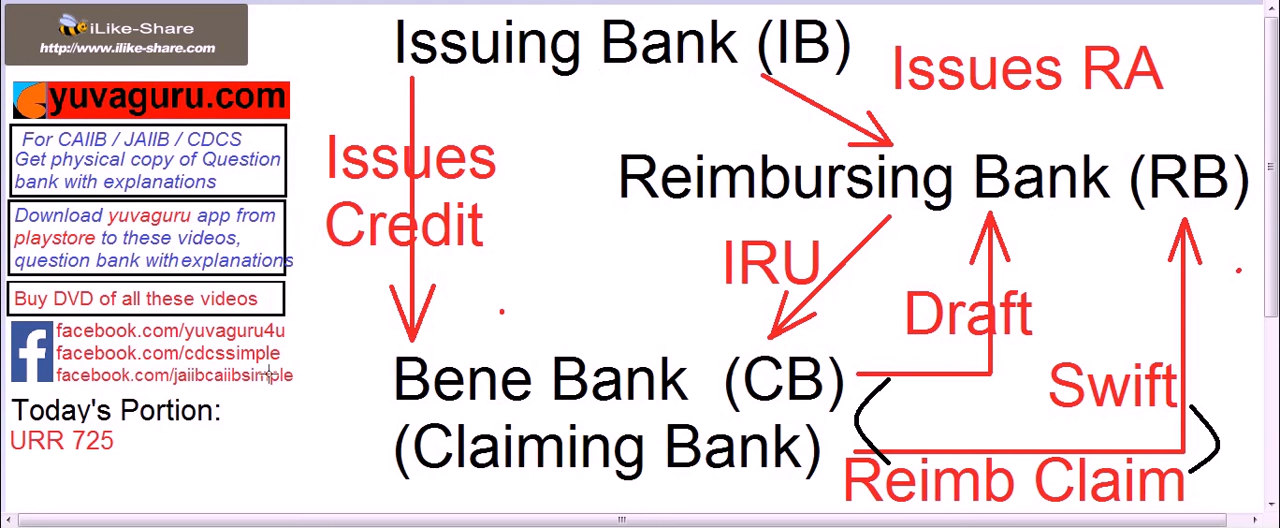 iLike-Share
http://www.ilike-share.com
yuvaguru.com
For CAIIB / JAIIB / CDCS
Get physical copy of Question
bank with explanations
Download yuvaguru app from
playstore to these videos,
question bank with explanations
Buy DVD of all these videos
facebook.com/yuvaguru4u
facebook.com/cdcssimple
facebook.com/jaiibcaiibsimple
Today's Portion:
URR 725
Issuing Bank (IB)
Issues RA
Issues
Credit
Reimbursing Bank (RB)
IRU
Draft
Bene Bank (CB)
Swift
(Claiming Bank)
Reimb Claim